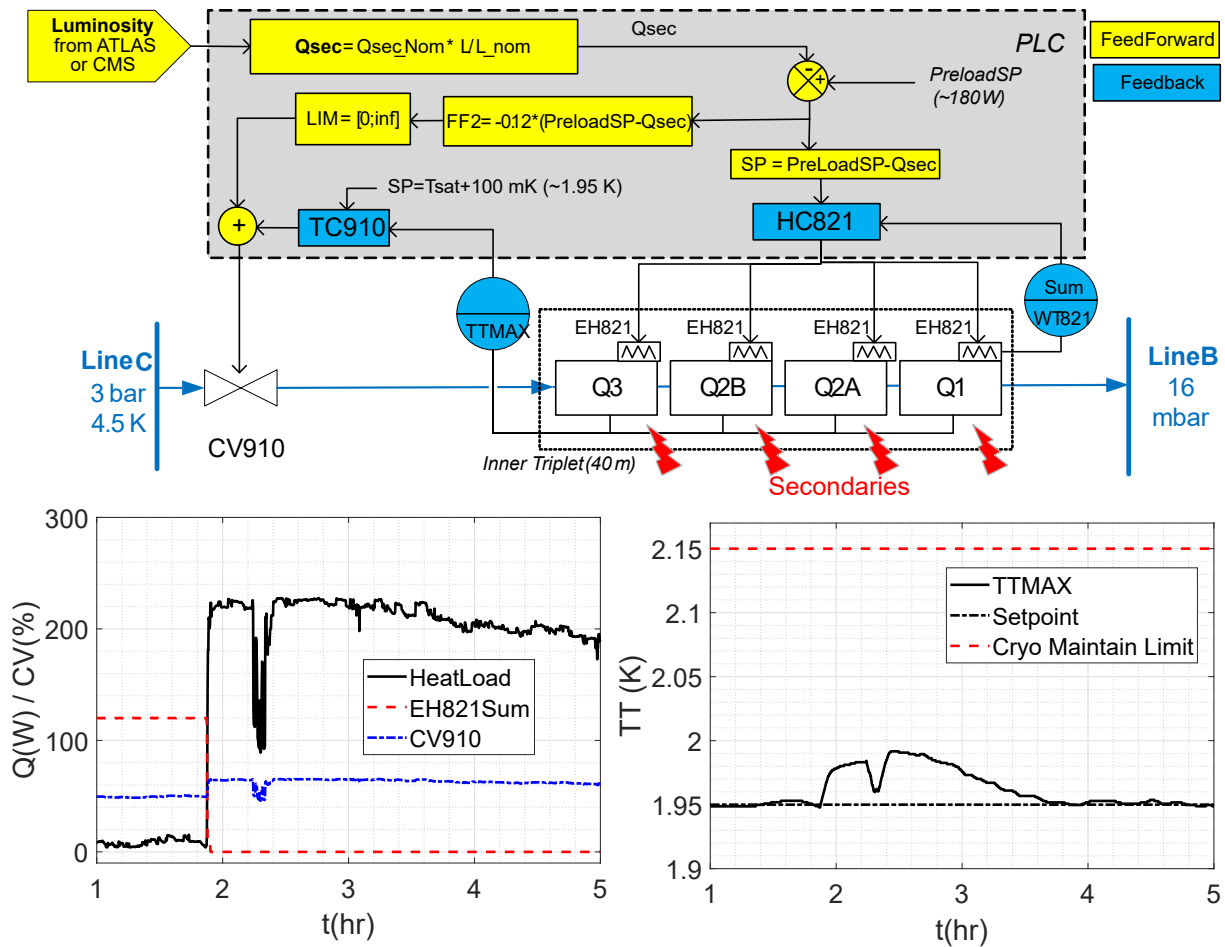 Luminosity
from ATLAS
or CMS
Qsec=Qsec_Nom* L/L_nom
Qsec
PLC
FeedForward
Feedback
-
+
PreloadSP
(~180W)
LIM= [0;inf]
FF2=-012*(PreloadSP-Qsec)
SP = PreLoadSP-Qsec
SP=Tsat+100 mK (~1.95 K)
+
TC910
HC821
TTMAX
Sum
WT821
EH821
EH821
EH821
EH821
Line C
3 bar
4.5 K
CV910
Q3
Q2B
Q2A
Q1
Line B
16
mbar
Inner Triplet(40 m)
Secondaries
300
200
100
0
Q(W) / CV(%)
HeatLoad
EH821Sum
CV910
1
2
3
4
5
t(hr)
2.15
2.1
2.05
2
1.95
1.9
TT (K)
TTMAX
Setpoint
Cryo Maintain Limit
1
2
3
4
5
t(hr)